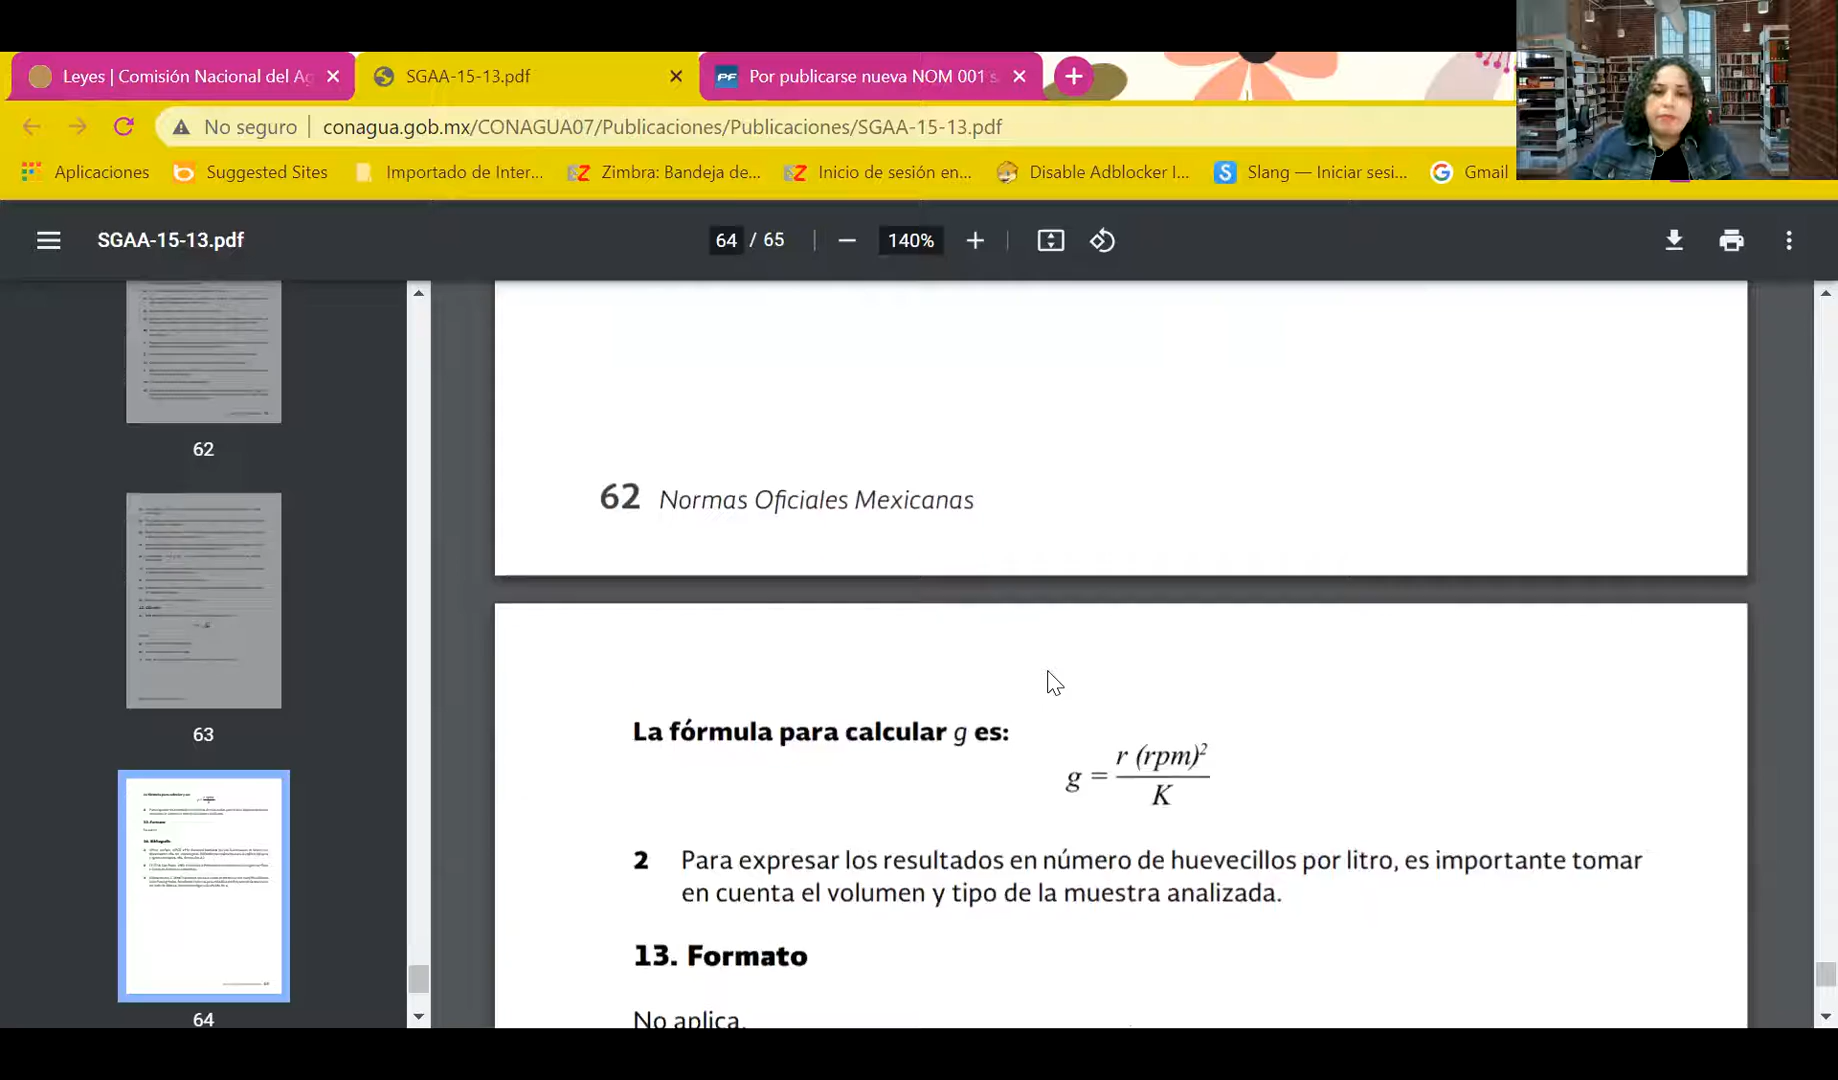 Leyes | Comisión Nacional del Ag
SGAA-15-13.pdf
PF Por publicarse nueva NOM 001 s
No seguro | conagua.gob.mx/CONAGUA07/Publicaciones/Publicaciones/SGAA-15-13.pdf
Aplicaciones
Suggested Sites
Importado de Inter...
Zimbra: Bandeja de...
Inicio de sesión en...
Disable Adblocker I...
S Slang — Iniciar sesi...
G Gmail
SGAA-15-13.pdf
64 / 65
140%
62
63
64
62 Normas Oficiales Mexicanas
La fórmula para calcular g es:
g = r (rpm)² / K
2 Para expresar los resultados en número de huevecillos por litro, es importante tomar
en cuenta el volumen y tipo de la muestra analizada.
13. Formato
No aplica.